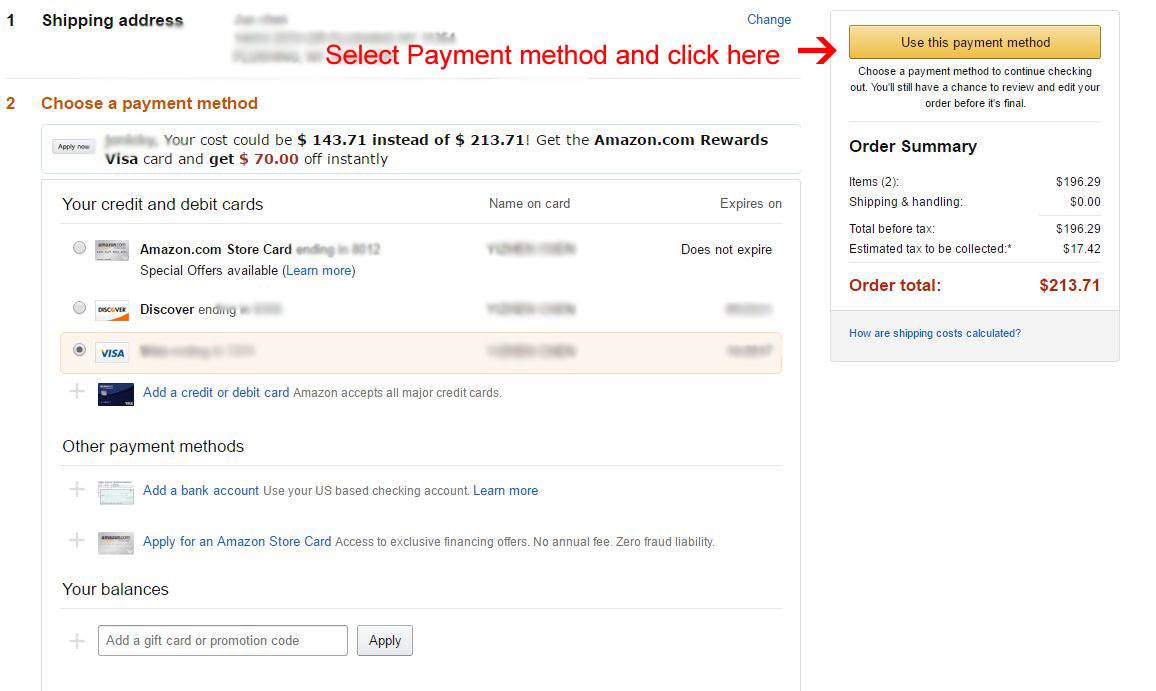 1 Shipping address
Change
Select Payment method and click here
2 Choose a payment method
Apply now
Your cost could be $ 143.71 instead of $ 213.71! Get the Amazon.com Rewards
Visa card and get $ 70.00 off instantly
Your credit and debit cards Name on card Expires on
Amazon.com Store Card ending in 8012 Does not expire
Special Offers available (Learn more)
DISCOVER Discover ending in
VISA
Add a credit or debit card Amazon accepts all major credit cards.
Other payment methods
Add a bank account Use your US based checking account. Learn more
Apply for an Amazon Store Card Access to exclusive financing offers. No annual fee. Zero fraud liability.
Your balances
Add a gift card or promotion code Apply
Use this payment method
Choose a payment method to continue checking
out. You'll still have a chance to review and edit your
order before it's final.
Order Summary
Items (2): $196.29
Shipping & handling: $0.00
Total before tax: $196.29
Estimated tax to be collected:* $17.42
Order total: $213.71
How are shipping costs calculated?